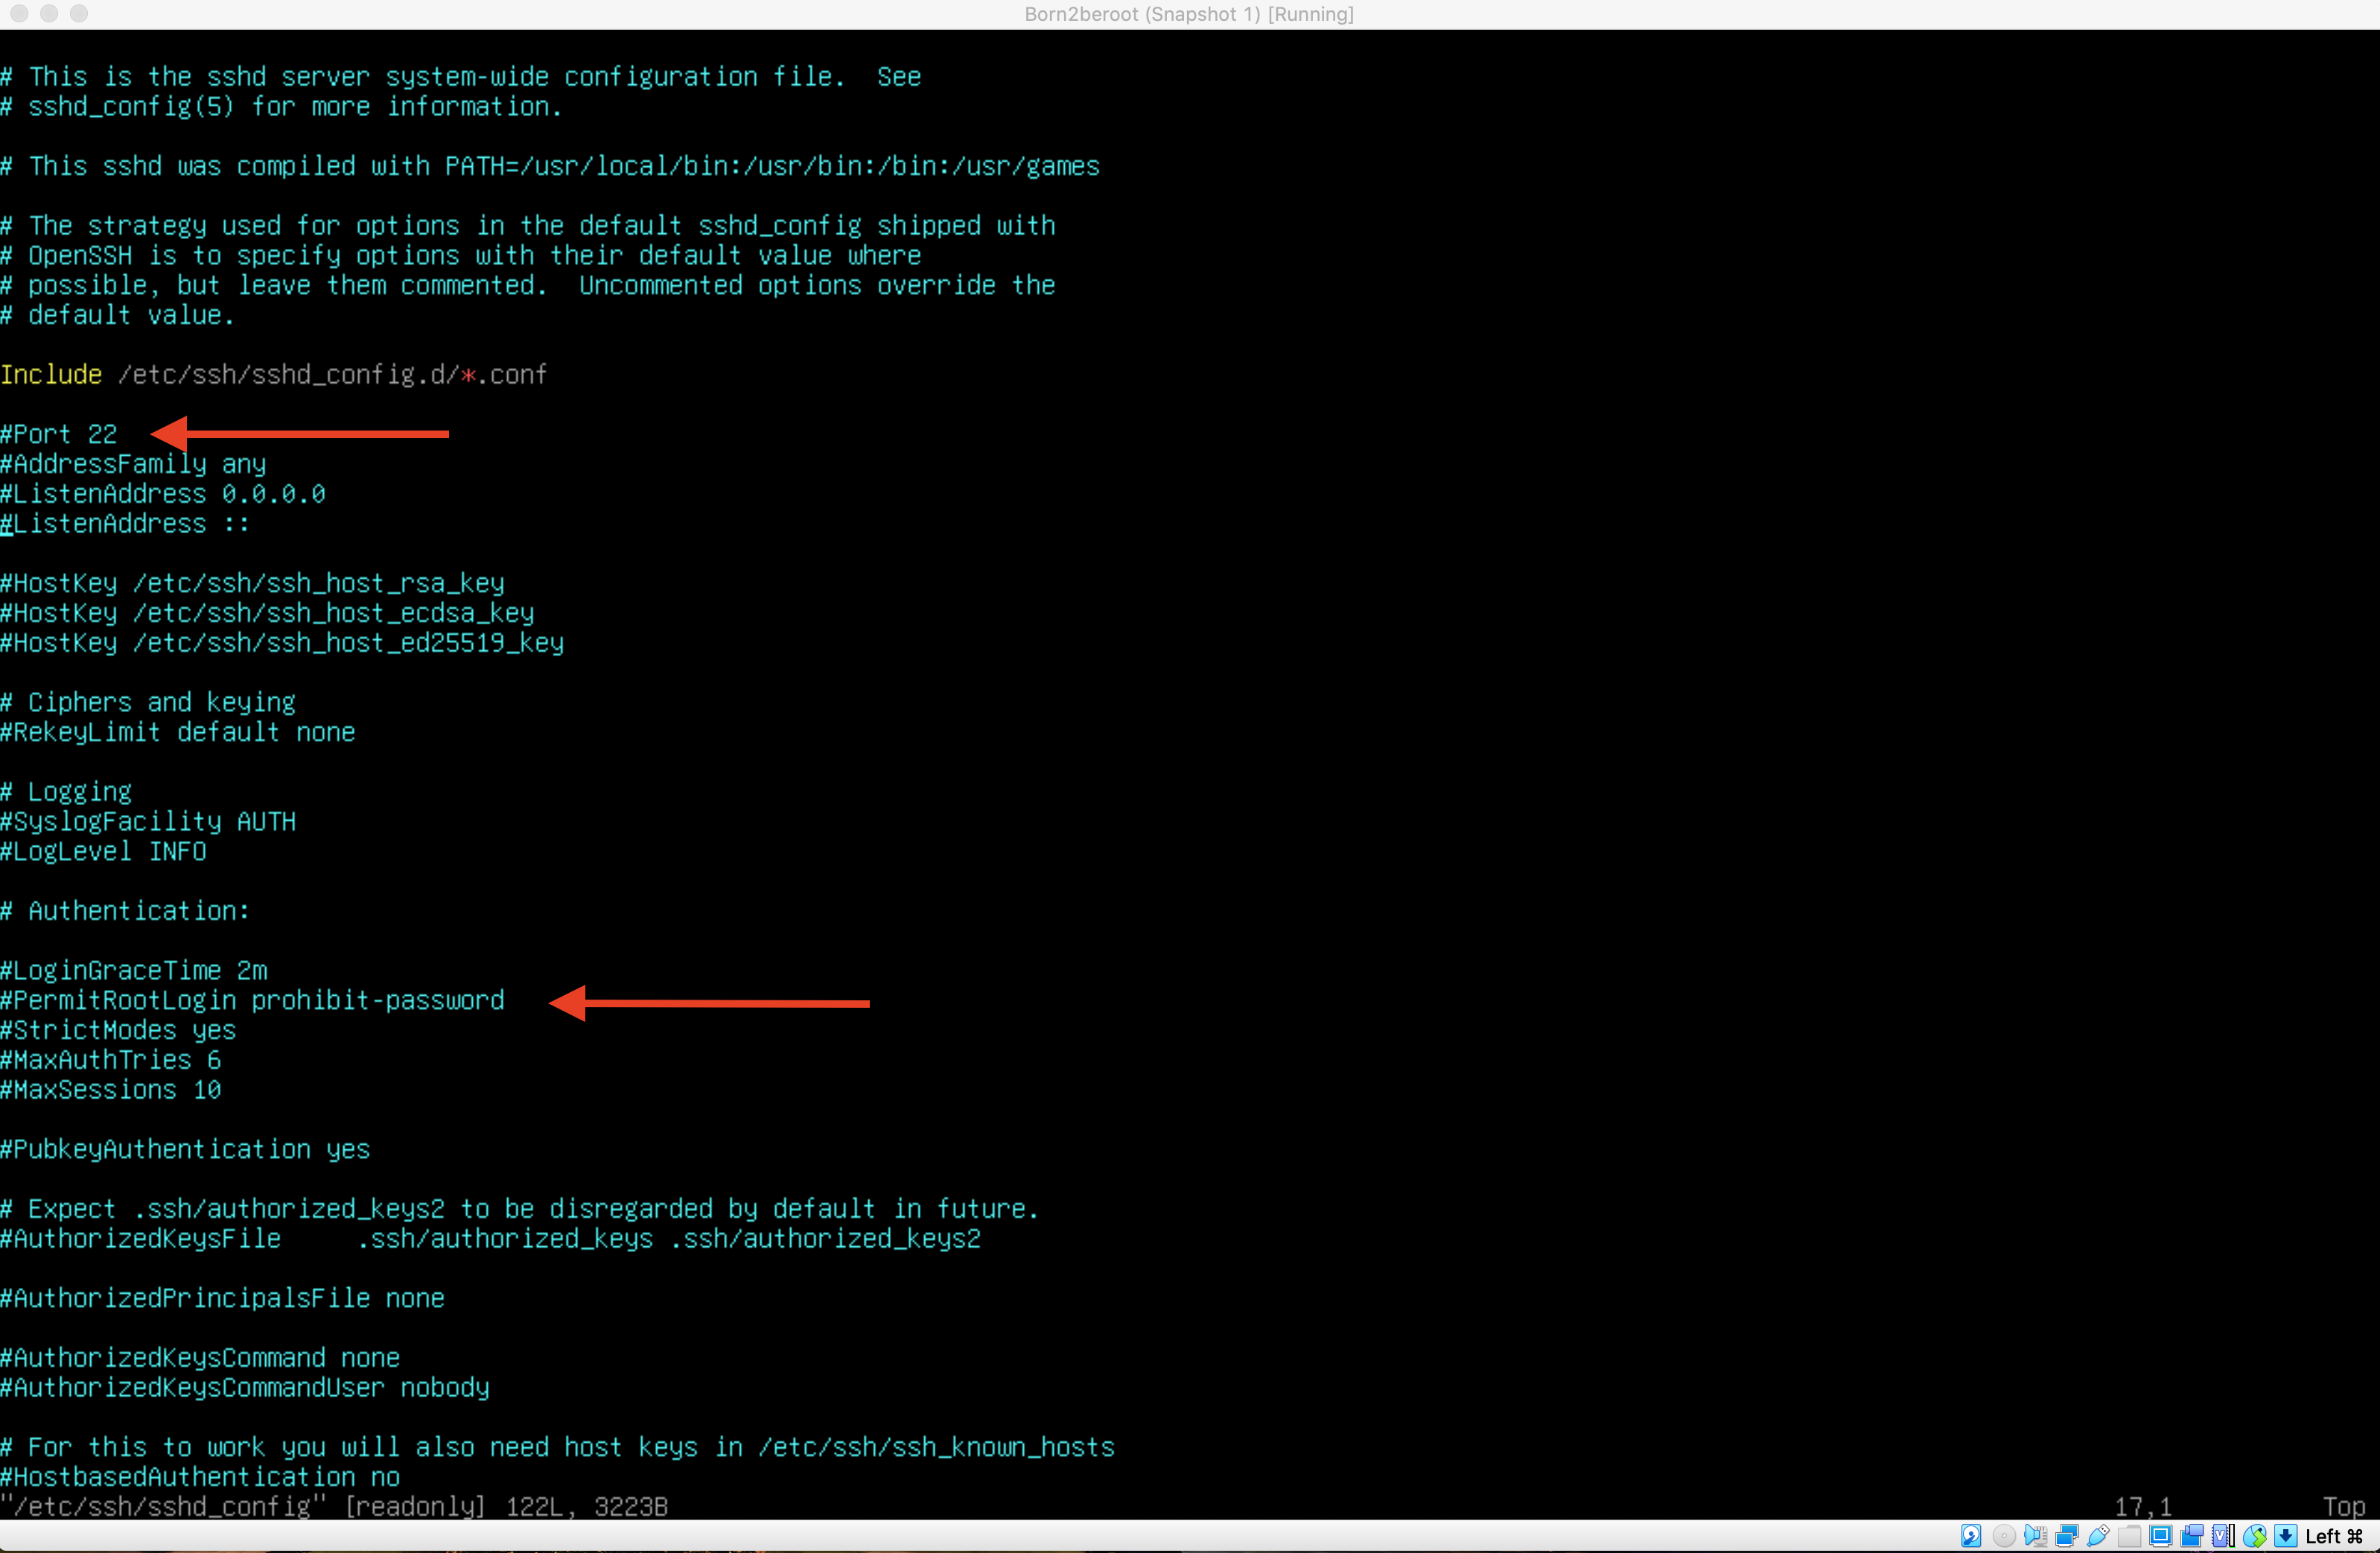 Born2beroot (Snapshot 1) [Running]
# This is the sshd server system-wide configuration file.  See
# sshd_config(5) for more information.
# This sshd was compiled with PATH=/usr/local/bin:/usr/bin:/bin:/usr/games
# The strategy used for options in the default sshd_config shipped with
# OpenSSH is to specify options with their default value where
# possible, but leave them commented.  Uncommented options override the
# default value.
Include /etc/ssh/sshd_config.d/*.conf
#Port 22
#AddressFamily any
#ListenAddress 0.0.0.0
#ListenAddress ::
#HostKey /etc/ssh/ssh_host_rsa_key
#HostKey /etc/ssh/ssh_host_ecdsa_key
#HostKey /etc/ssh/ssh_host_ed25519_key
# Ciphers and keying
#RekeyLimit default none
# Logging
#SyslogFacility AUTH
#LogLevel INFO
# Authentication:
#LoginGraceTime 2m
#PermitRootLogin prohibit-password
#StrictModes yes
#MaxAuthTries 6
#MaxSessions 10
#PubkeyAuthentication yes
# Expect .ssh/authorized_keys2 to be disregarded by default in future.
#AuthorizedKeysFile     .ssh/authorized_keys .ssh/authorized_keys2
#AuthorizedPrincipalsFile none
#AuthorizedKeysCommand none
#AuthorizedKeysCommandUser nobody
# For this to work you will also need host keys in /etc/ssh/ssh_known_hosts
#HostbasedAuthentication no
"/etc/ssh/sshd_config" [readonly] 122L, 3223B 17,1 Top
Left ⌘